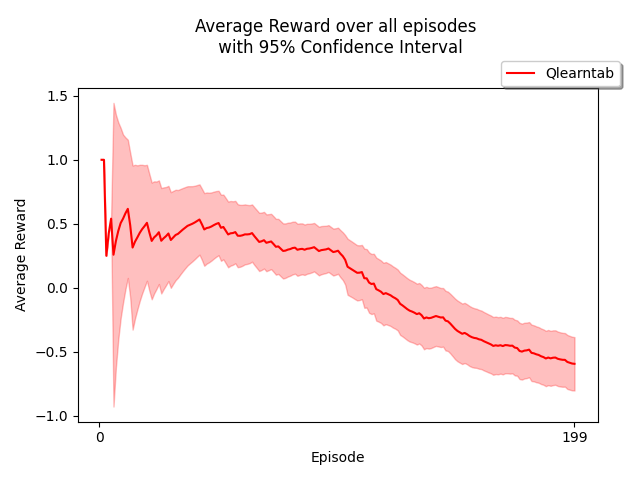 Average Reward over all episodes
with 95% Confidence Interval
Qlearntab
1.5
1.0
0.5
0.0
−0.5
−1.0
Average Reward
0
199
Episode